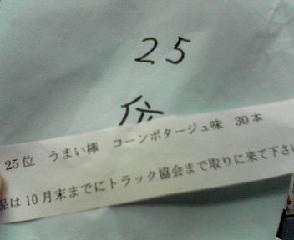 25
位
25位 うまい棒 コーンポタージュ味 30本
品は10月末までにトラック協会まで取りに来て下さい